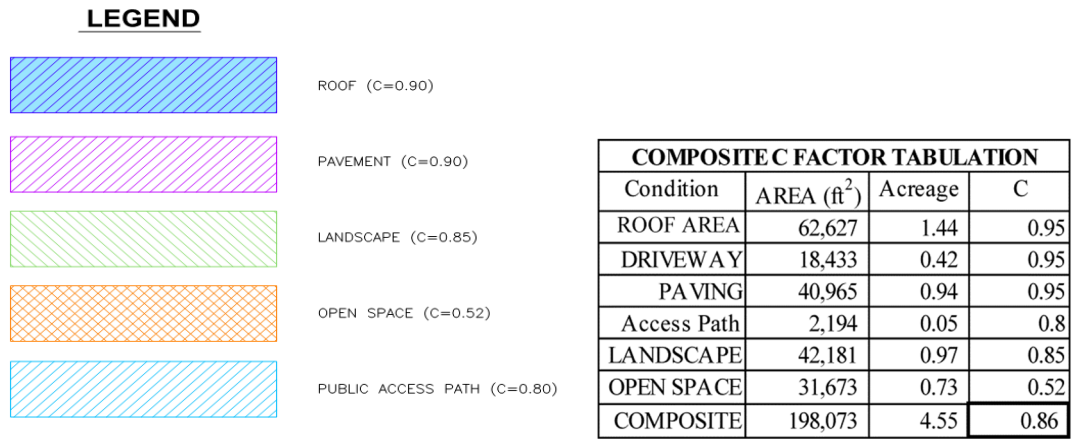 LEGEND
ROOF (C=0.90)
PAVEMENT (C=0.90)
LANDSCAPE (C=0.85)
OPEN SPACE (C=0.52)
PUBLIC ACCESS PATH (C=0.80)
COMPOSITE C FACTOR TABULATION
Condition AREA (ft²) Acreage C
ROOF AREA 62,627 1.44 0.95
DRIVEWAY 18,433 0.42 0.95
PAVING 40,965 0.94 0.95
Access Path 2,194 0.05 0.8
LANDSCAPE 42,181 0.97 0.85
OPEN SPACE 31,673 0.73 0.52
COMPOSITE 198,073 4.55 0.86